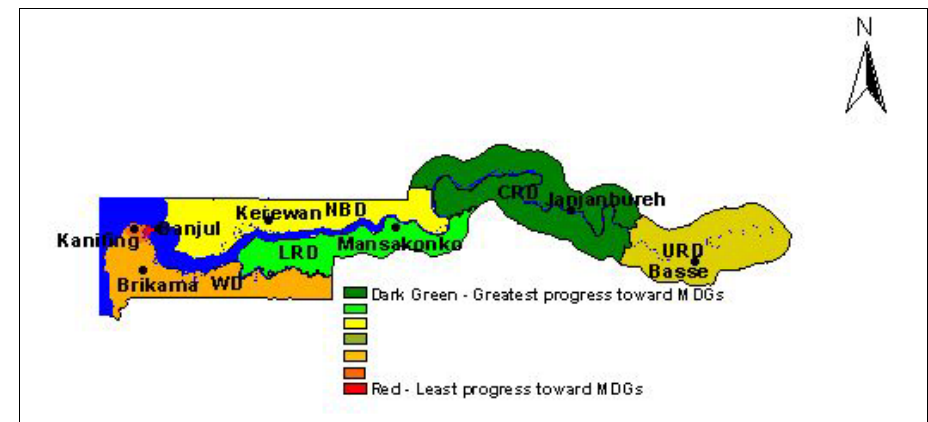 N
CRD
Janjanbureh
Kerewan
NBD
Banjul
Kanifing
Mansakonko
LRD
URD
Basse
Brikama
WD
Dark Green - Greatest progress toward MDGs
Red - Least progress toward MDGs